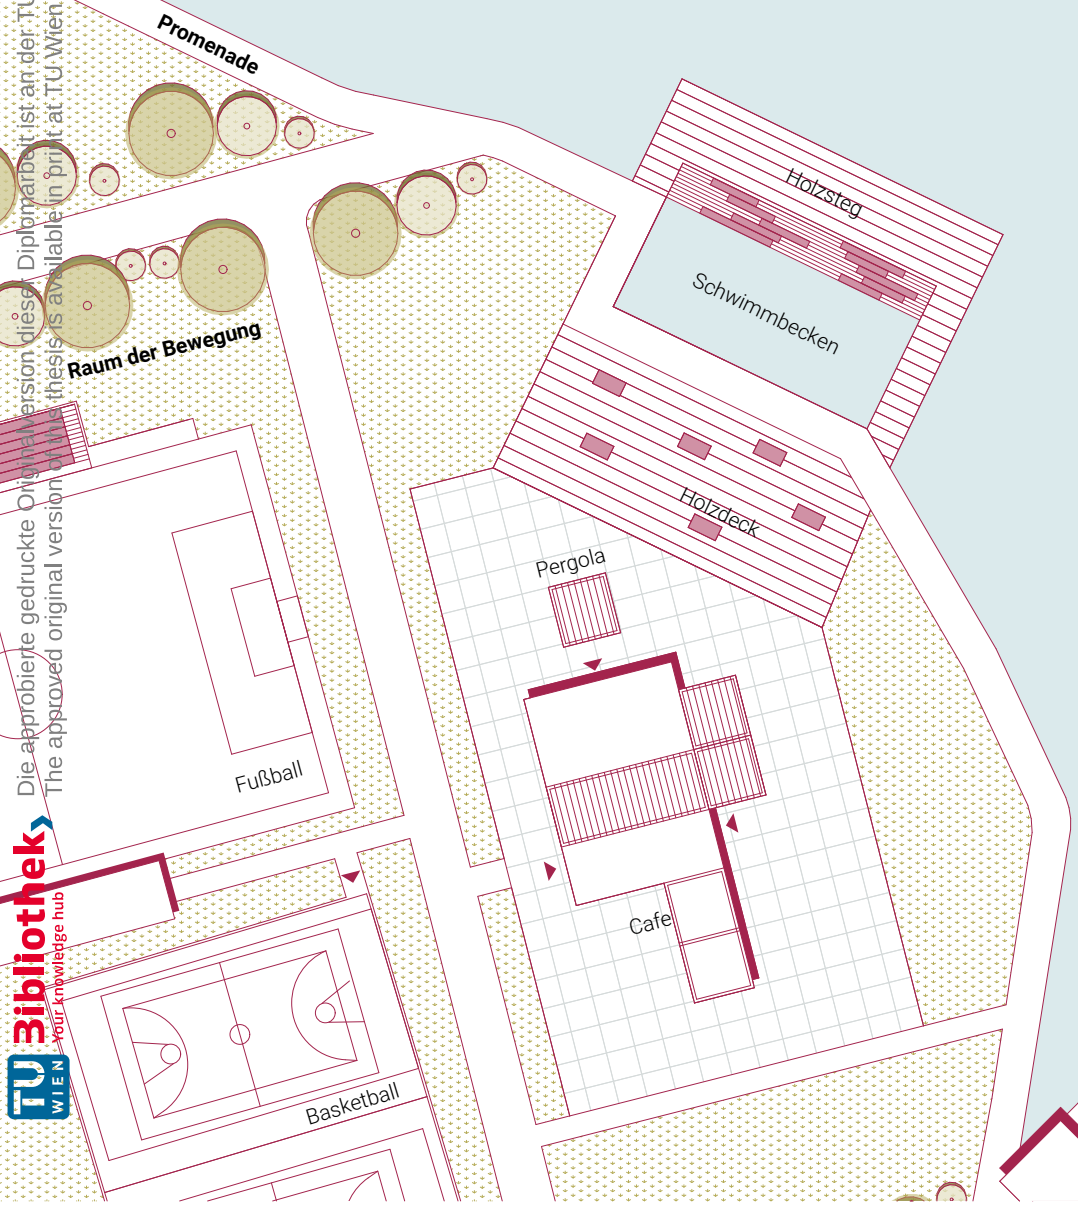 Promenade
Holzsteg
Schwimmbecken
Raum der Bewegung
Holzdeck
Pergola
Fußball
Cafe
Basketball
Die approbierte gedruckte Originalversion dieser Diplomarbeit ist an der TU
The approved original version of this thesis is available in print at TU Wien
Bibliothek
Your knowledge hub
TU
WIEN